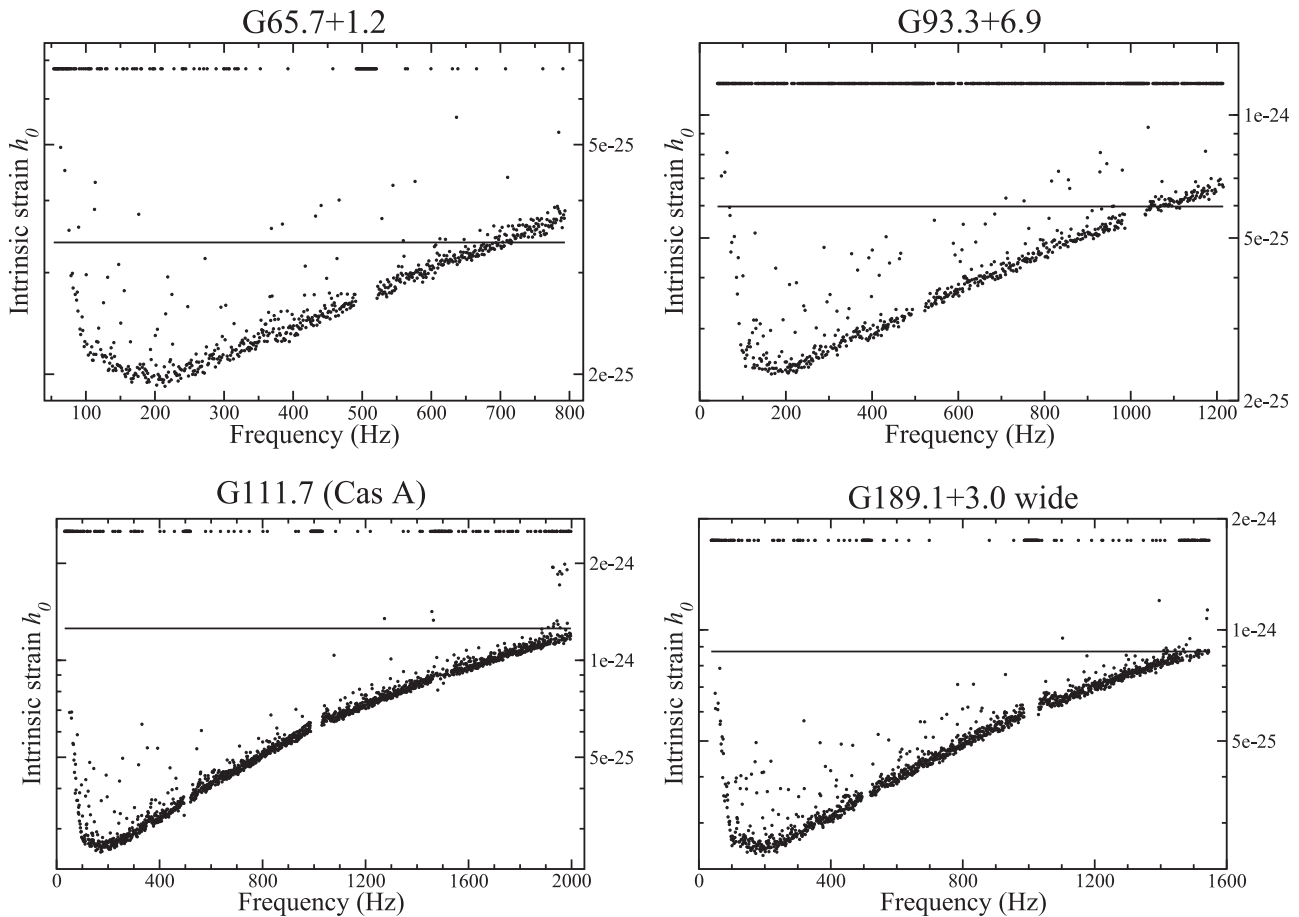 G65.7+1.2
Intrinsic strain h0
5e-25
2e-25
100 200 300 400 500 600 700 800
Frequency (Hz)
G93.3+6.9
Intrinsic strain h0
1e-24
5e-25
2e-25
0 200 400 600 800 1000 1200
Frequency (Hz)
G111.7 (Cas A)
Intrinsic strain h0
2e-24
1e-24
5e-25
0 400 800 1200 1600 2000
Frequency (Hz)
G189.1+3.0 wide
Intrinsic strain h0
2e-24
1e-24
5e-25
0 400 800 1200 1600
Frequency (Hz)